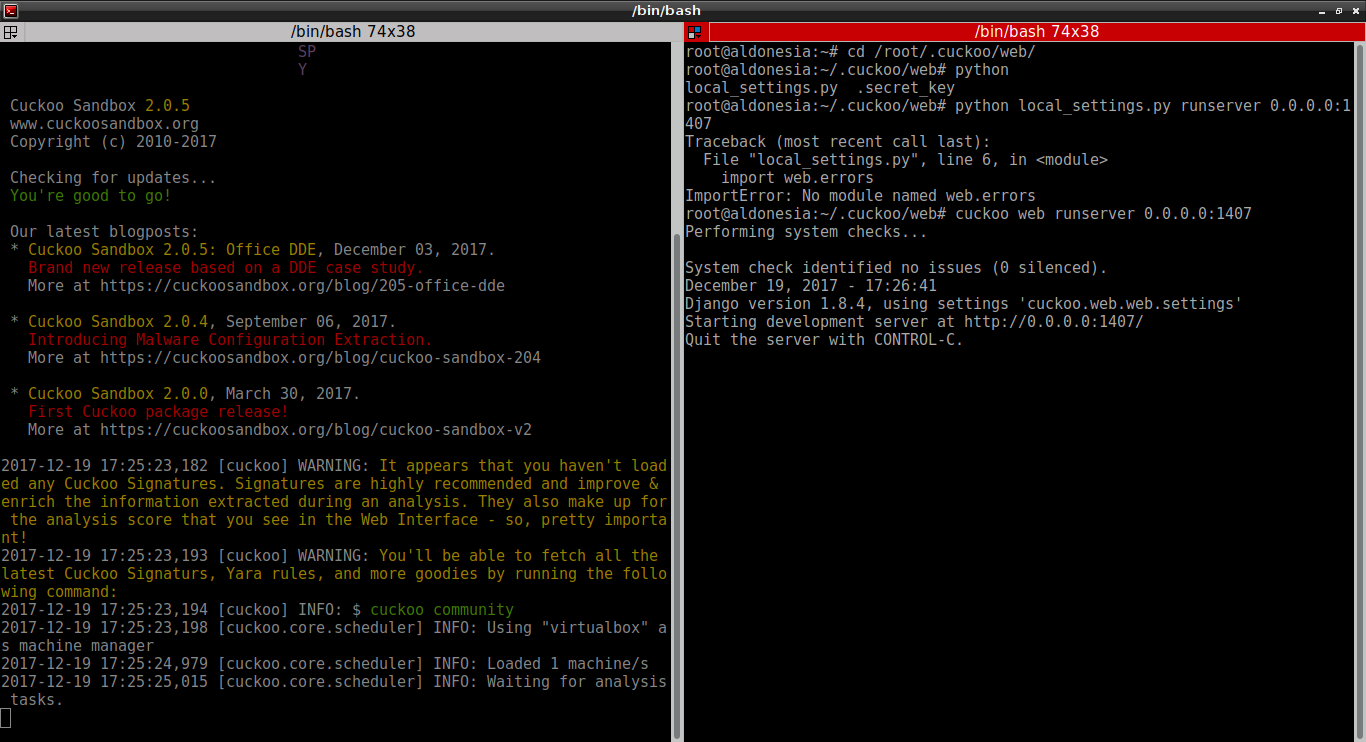 /bin/bash
/bin/bash 74x38
SP
Y
Cuckoo Sandbox 2.0.5
www.cuckoosandbox.org
Copyright (c) 2010-2017
Checking for updates...
You're good to go!
Our latest blogposts:
* Cuckoo Sandbox 2.0.5: Office DDE, December 03, 2017.
Brand new release based on a DDE case study.
More at https://cuckoosandbox.org/blog/205-office-dde
* Cuckoo Sandbox 2.0.4, September 06, 2017.
Introducing Malware Configuration Extraction.
More at https://cuckoosandbox.org/blog/cuckoo-sandbox-204
* Cuckoo Sandbox 2.0.0, March 30, 2017.
First Cuckoo package release!
More at https://cuckoosandbox.org/blog/cuckoo-sandbox-v2
2017-12-19 17:25:23,182 [cuckoo] WARNING: It appears that you haven't load
ed any Cuckoo Signatures. Signatures are highly recommended and improve &
enrich the information extracted during an analysis. They also make up for
the analysis score that you see in the Web Interface - so, pretty importa
nt!
2017-12-19 17:25:23,193 [cuckoo] WARNING: You'll be able to fetch all the
latest Cuckoo Signaturs, Yara rules, and more goodies by running the follo
wing command:
2017-12-19 17:25:23,194 [cuckoo] INFO: $ cuckoo community
2017-12-19 17:25:23,198 [cuckoo.core.scheduler] INFO: Using "virtualbox" a
s machine manager
2017-12-19 17:25:24,979 [cuckoo.core.scheduler] INFO: Loaded 1 machine/s
2017-12-19 17:25:25,015 [cuckoo.core.scheduler] INFO: Waiting for analysis
tasks.
/bin/bash 74x38
root@aldonesia:~# cd /root/.cuckoo/web/
root@aldonesia:~/.cuckoo/web# python
local_settings.py  .secret_key
root@aldonesia:~/.cuckoo/web# python local_settings.py runserver 0.0.0.0:1
407
Traceback (most recent call last):
File "local_settings.py", line 6, in <module>
import web.errors
ImportError: No module named web.errors
root@aldonesia:~/.cuckoo/web# cuckoo web runserver 0.0.0.0:1407
Performing system checks...
System check identified no issues (0 silenced).
December 19, 2017 - 17:26:41
Django version 1.8.4, using settings 'cuckoo.web.web.settings'
Starting development server at http://0.0.0.0:1407/
Quit the server with CONTROL-C.